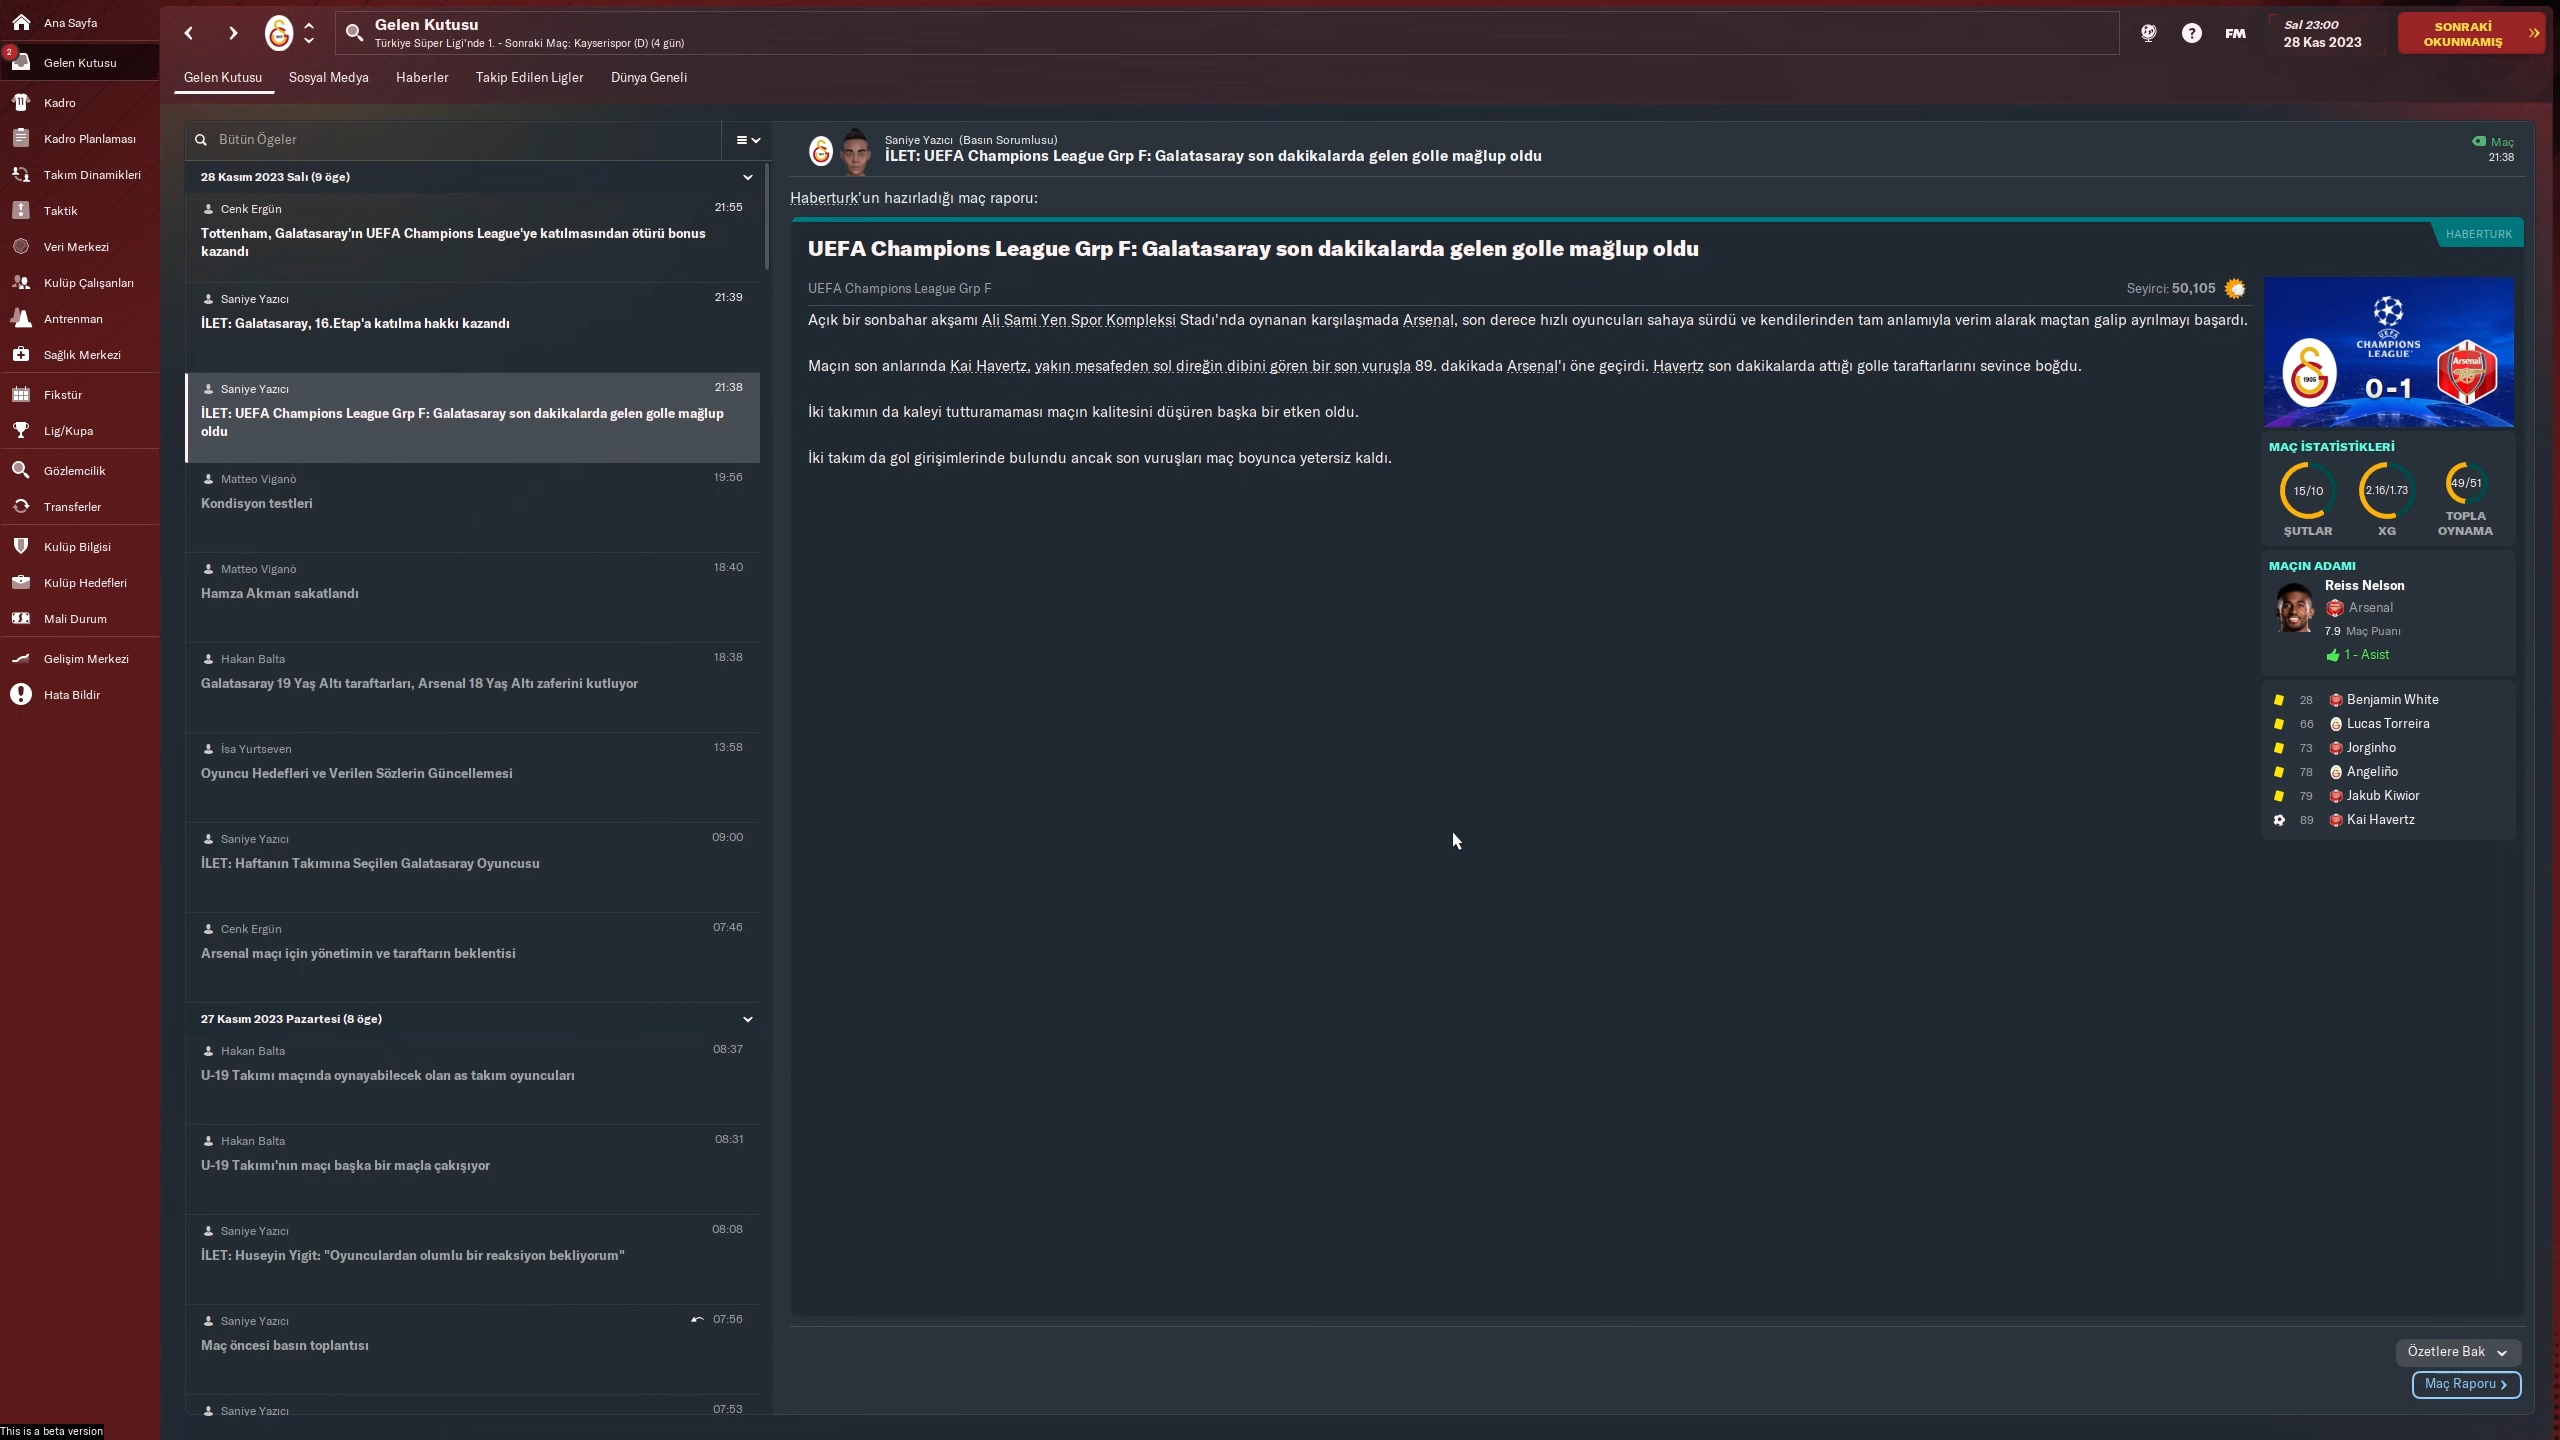 Ana Sayfa
2
Gelen Kutusu
Kadro
Kadro Planlaması
Takım Dinamikleri
Taktik
Veri Merkezi
Kulüp Çalışanları
Antrenman
Sağlık Merkezi
Fikstür
Lig/Kupa
Gözlemcilik
Transferler
Kulüp Bilgisi
Kulüp Hedefleri
Mali Durum
Gelişim Merkezi
Hata Bildir
This is a beta version
Gelen Kutusu
Türkiye Süper Ligi'nde 1. - Sonraki Maç: Kayserispor (D) (4 gün)
FM
Sal 23:00
28 Kas 2023
SONRAKİ
OKUNMAMIŞ
Gelen Kutusu Sosyal Medya Haberler Takip Edilen Ligler Dünya Geneli
Bütün Ögeler
28 Kasım 2023 Salı (9 öge)
Cenk Ergün 21:55
Tottenham, Galatasaray'ın UEFA Champions League'ye katılmasından ötürü bonus
kazandı
Saniye Yazıcı 21:39
İLET: Galatasaray, 16.Etap'a katılma hakkı kazandı
Saniye Yazıcı 21:38
İLET: UEFA Champions League Grp F: Galatasaray son dakikalarda gelen golle mağlup
oldu
Matteo Viganò 19:56
Kondisyon testleri
Matteo Viganò 18:40
Hamza Akman sakatlandı
Hakan Balta 18:38
Galatasaray 19 Yaş Altı taraftarları, Arsenal 18 Yaş Altı zaferini kutluyor
İsa Yurtseven 13:58
Oyuncu Hedefleri ve Verilen Sözlerin Güncellemesi
Saniye Yazıcı 09:00
İLET: Haftanın Takımına Seçilen Galatasaray Oyuncusu
Cenk Ergün 07:46
Arsenal maçı için yönetimin ve taraftarın beklentisi
27 Kasım 2023 Pazartesi (8 öge)
Hakan Balta 08:37
U-19 Takımı maçında oynayabilecek olan as takım oyuncuları
Hakan Balta 08:31
U-19 Takımı'nın maçı başka bir maçla çakışıyor
Saniye Yazıcı 08:08
İLET: Huseyin Yigit: "Oyunculardan olumlu bir reaksiyon bekliyorum"
Saniye Yazıcı 07:56
Maç öncesi basın toplantısı
Saniye Yazıcı 07:53
Saniye Yazıcı (Basın Sorumlusu)
İLET: UEFA Champions League Grp F: Galatasaray son dakikalarda gelen golle mağlup oldu
Maç
21:38
Haberturk'un hazırladığı maç raporu:
HABERTURK
UEFA Champions League Grp F: Galatasaray son dakikalarda gelen golle mağlup oldu
UEFA Champions League Grp F
Seyirci: 50,105
Açık bir sonbahar akşamı Ali Sami Yen Spor Kompleksi Stadı'nda oynanan karşılaşmada Arsenal, son derece hızlı oyuncuları sahaya sürdü ve kendilerinden tam anlamıyla verim alarak maçtan galip ayrılmayı başardı.
Maçın son anlarında Kai Havertz, yakın mesafeden sol direğin dibini gören bir son vuruşla 89. dakikada Arsenal'ı öne geçirdi. Havertz son dakikalarda attığı golle taraftarlarını sevince boğdu.
İki takımın da kaleyi tutturamaması maçın kalitesini düşüren başka bir etken oldu.
İki takım da gol girişimlerinde bulundu ancak son vuruşları maç boyunca yetersiz kaldı.
UEFA
CHAMPIONS
LEAGUE
1905
Arsenal
0-1
MAÇ İSTATİSTİKLERİ
15/10 2.16/1.73 49/51
ŞUTLAR XG TOPLA
OYNAMA
MAÇIN ADAMI
Reiss Nelson
Arsenal
7.9 Maç Puanı
1 - Asist
28 Benjamin White
66 Lucas Torreira
73 Jorginho
78 Angeliño
79 Jakub Kiwior
89 Kai Havertz
Özetlere Bak
Maç Raporu